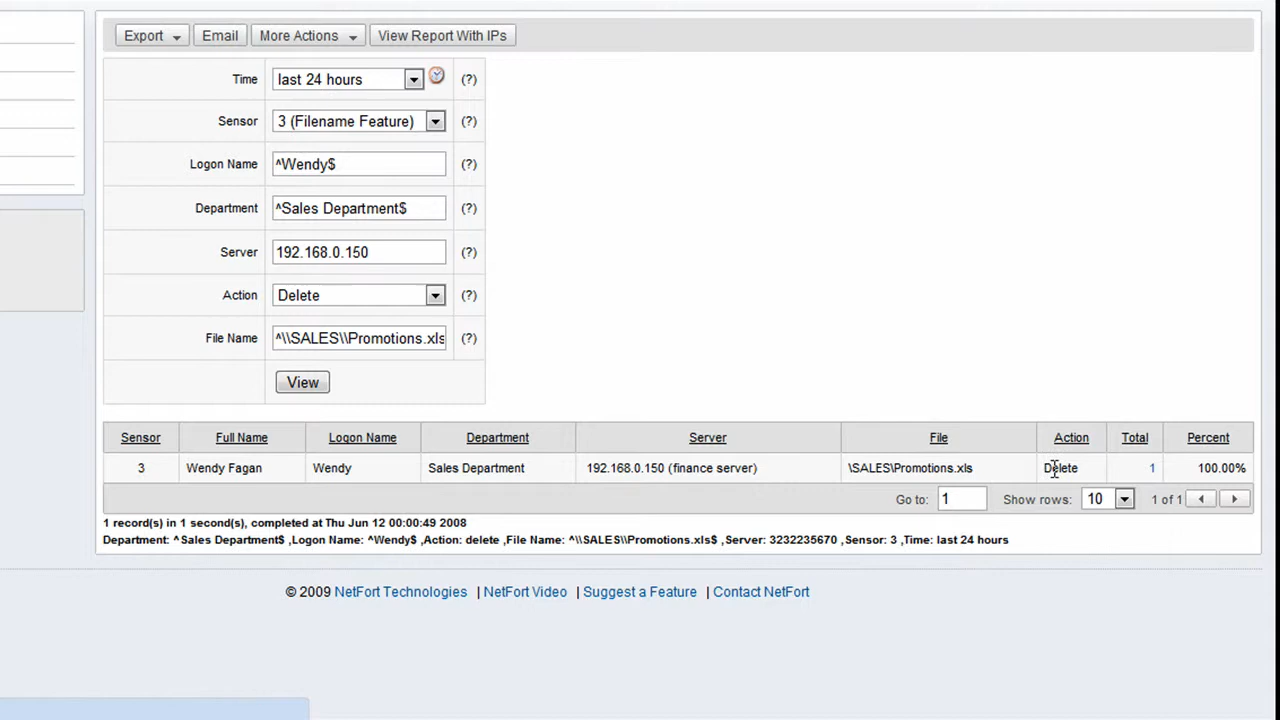 Export Email More Actions View Report With IPs
Time last 24 hours (?)
Sensor 3 (Filename Feature) (?)
Logon Name ^Wendy$ (?)
Department ^Sales Department$ (?)
Server 192.168.0.150 (?)
Action Delete (?)
File Name ^\\SALES\\Promotions.xls (?)
View
Sensor Full Name Logon Name Department Server File Action Total Percent
3 Wendy Fagan Wendy Sales Department 192.168.0.150 (finance server) \SALES\Promotions.xls Delete 1 100.00%
Go to: 1 Show rows: 10 1 of 1
1 record(s) in 1 second(s), completed at Thu Jun 12 00:00:49 2008
Department: ^Sales Department$ ,Logon Name: ^Wendy$ ,Action: delete ,File Name: ^\\SALES\\Promotions.xls$ ,Server: 3232235670 ,Sensor: 3 ,Time: last 24 hours
© 2009 NetFort Technologies | NetFort Video | Suggest a Feature | Contact NetFort